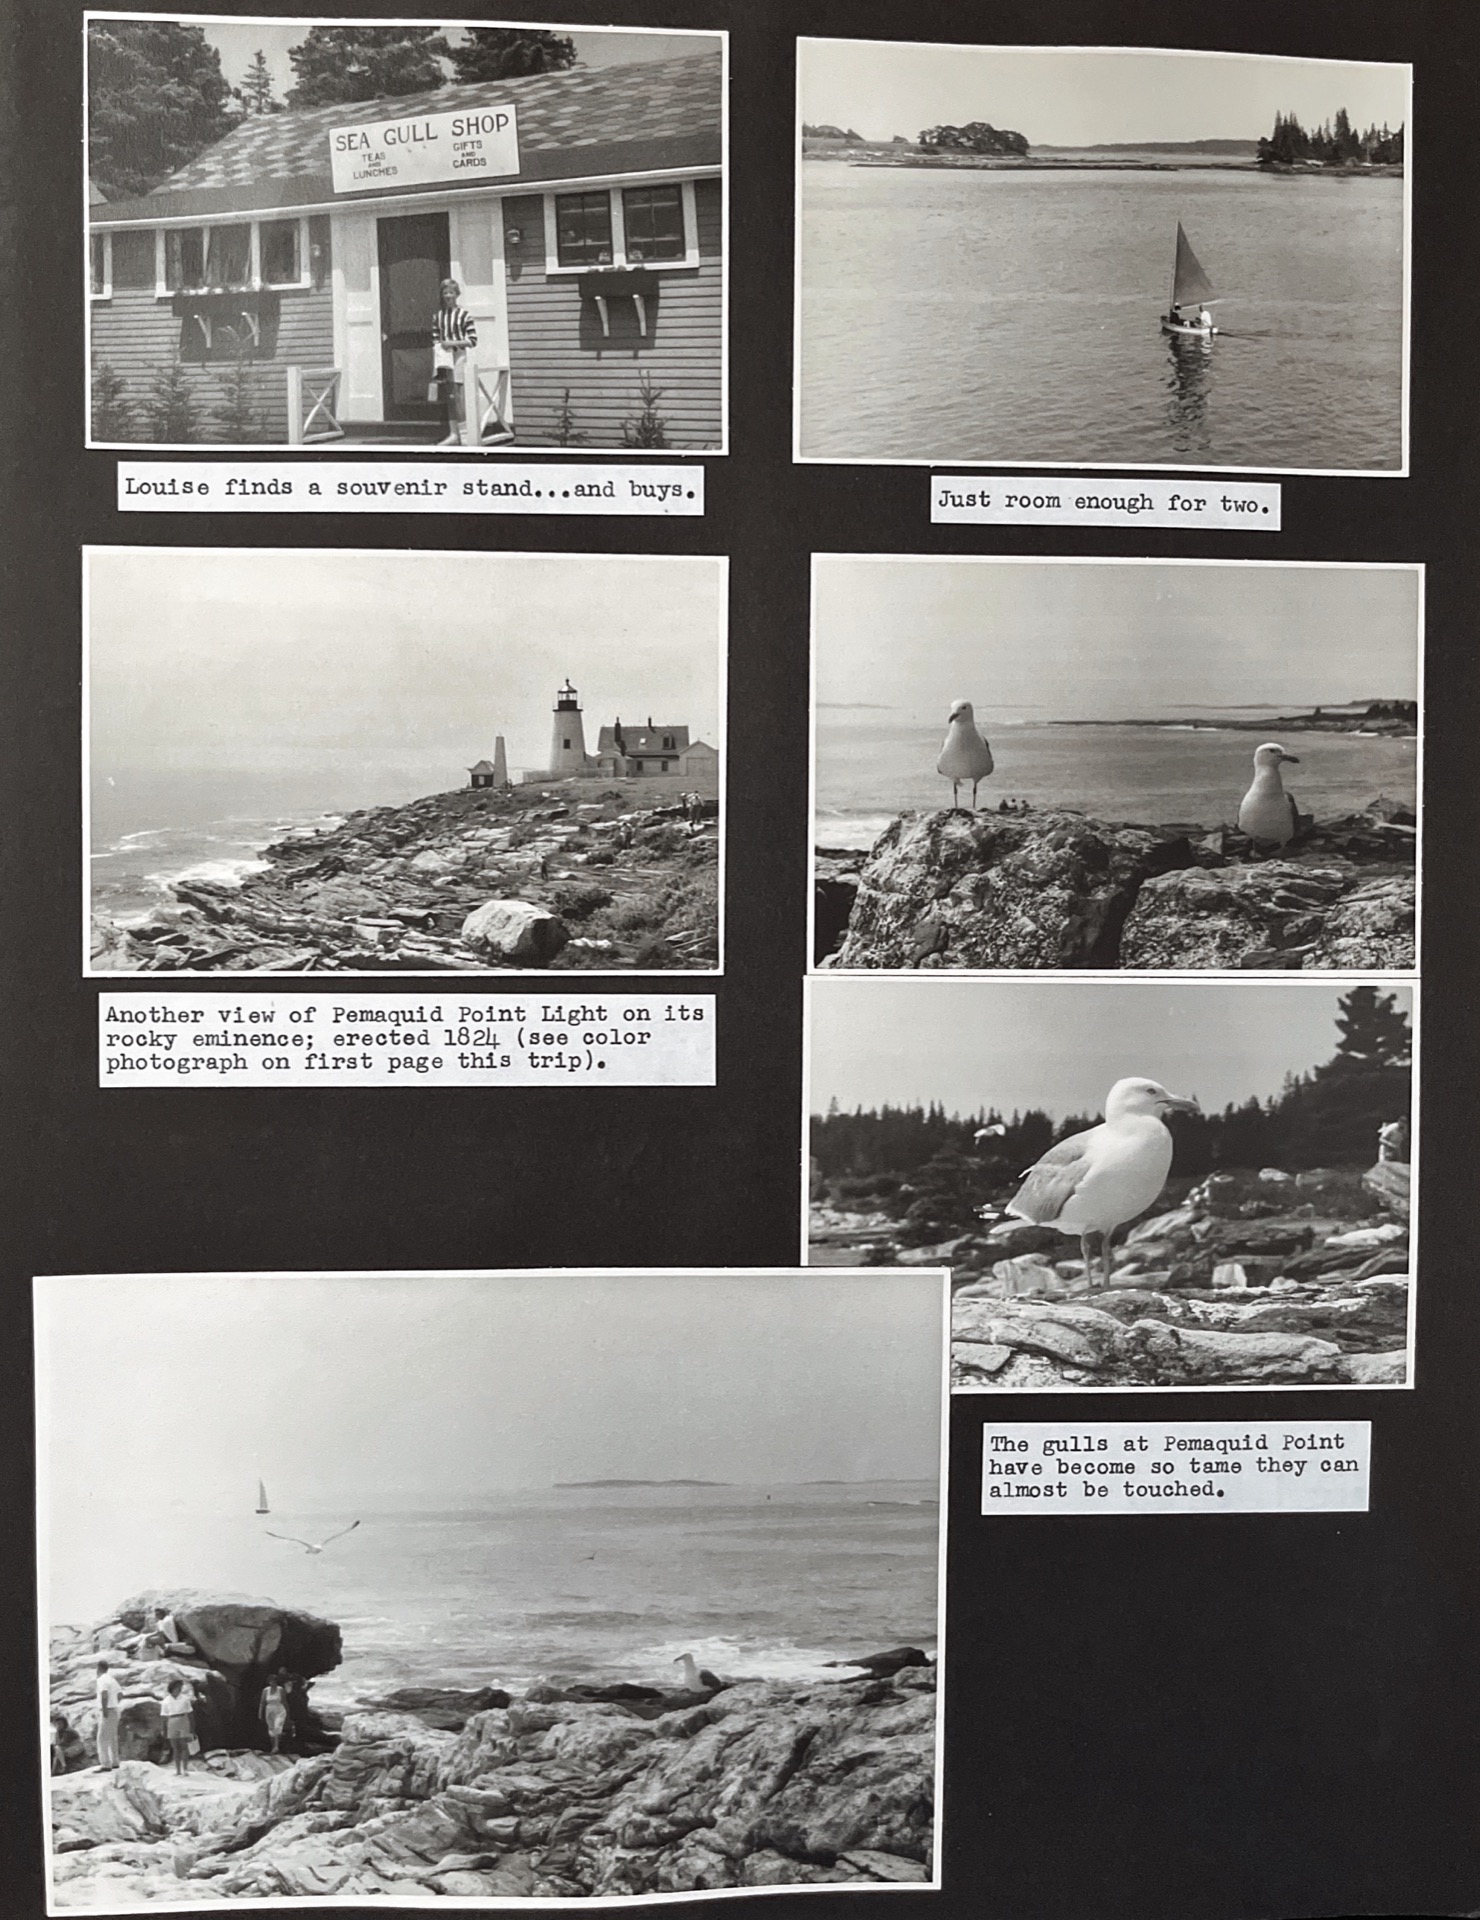 SEA GULL SHOP
TEAS
AND
LUNCHES
GIFTS
AND
CARDS
Louise finds a souvenir stand...and buys.
Just room enough for two.
Another view of Pemaquid Point Light on its
rocky eminence; erected 1824 (see color
photograph on first page this trip).
The gulls at Pemaquid Point
have become so tame they can
almost be touched.